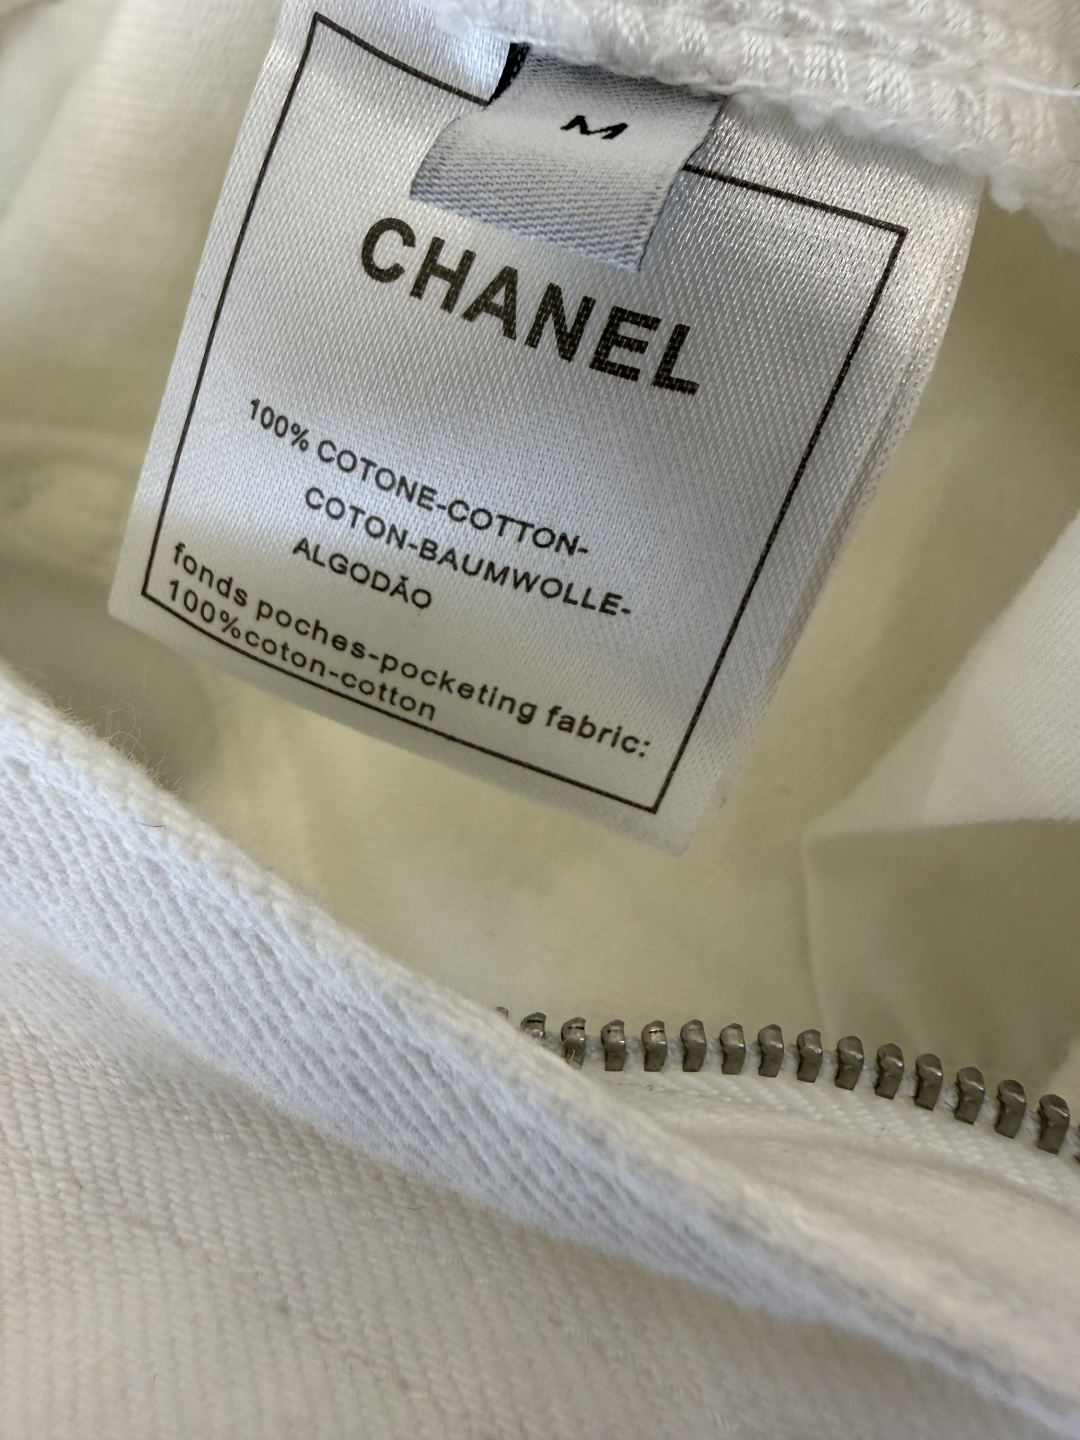 M
CHANEL
100% COTONE-COTTON-
COTON-BAUMWOLLE-
ALGODÃO
fonds poches-pocketing fabric:
100%coton-cotton